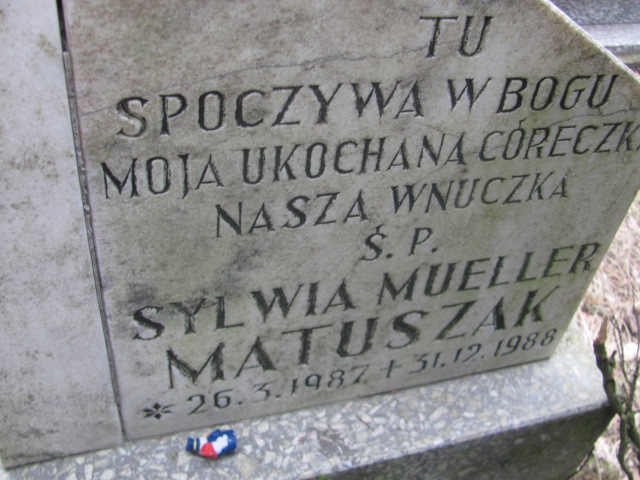 TU
SPOCZYWA W BOGU
MOJA UKOCHANA CÓRECZKA
NASZA WNUCZKA
Ś. P.
SYLWIA MUELLER
MATUSZAK
* 26.3.1987 + 31.12.1988